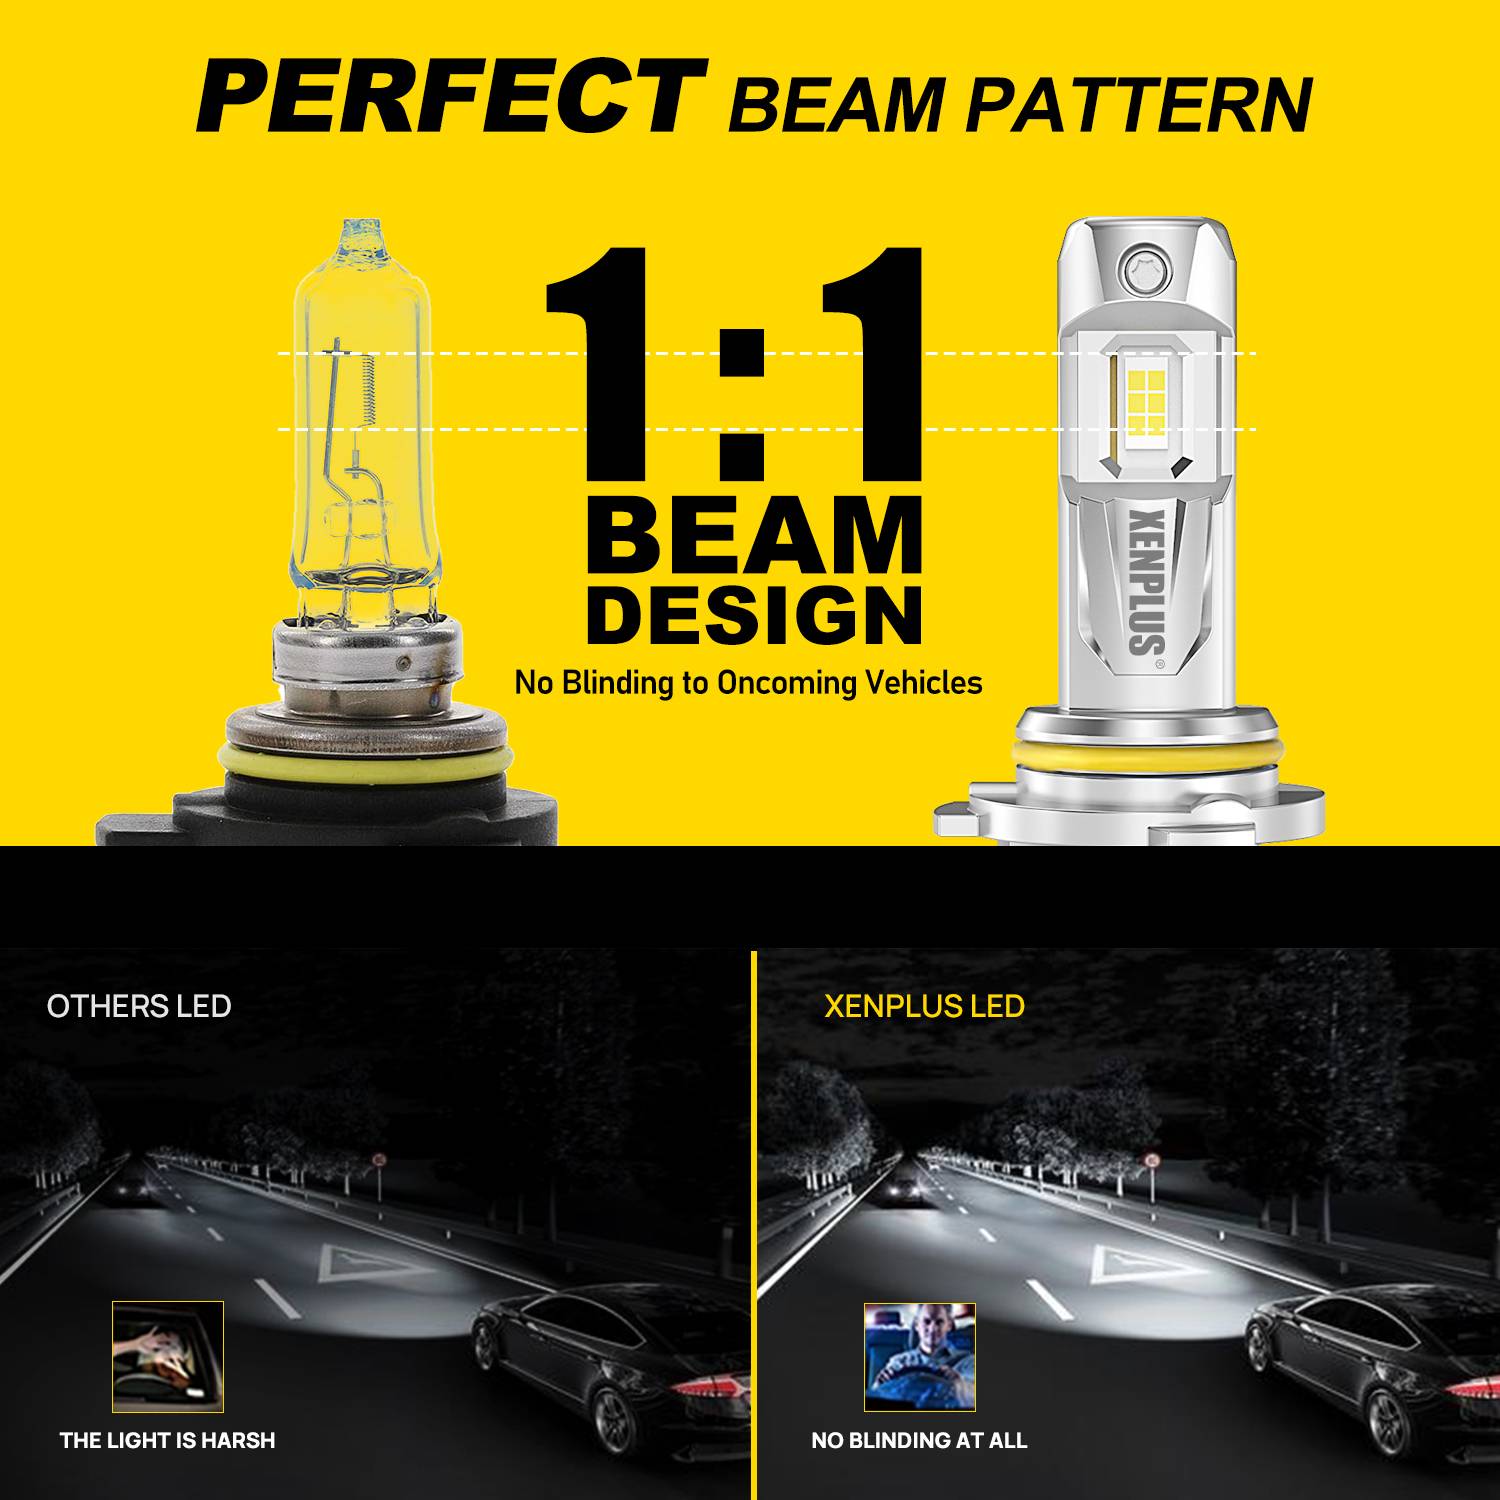 PERFECT BEAM PATTERN
1:1
BEAM
DESIGN
No Blinding to Oncoming Vehicles
XENPLUS®
OTHERS LED
XENPLUS LED
THE LIGHT IS HARSH
NO BLINDING AT ALL